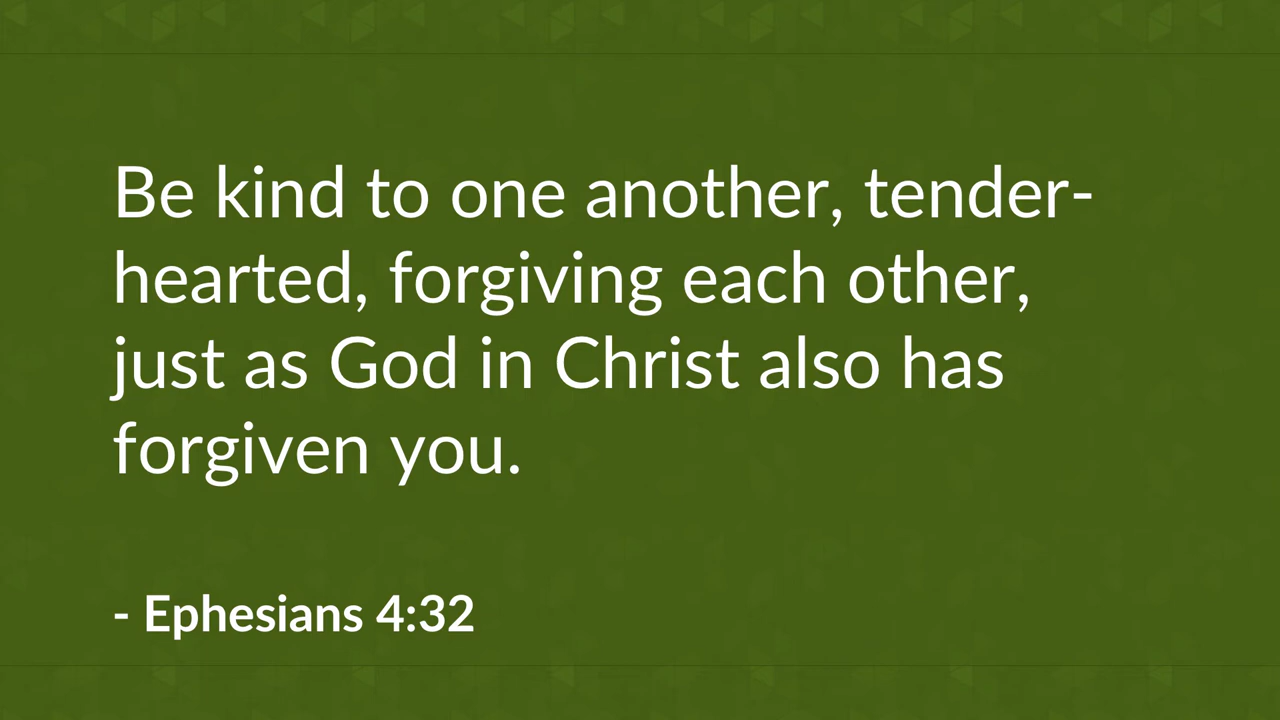 Be kind to one another, tender-
hearted, forgiving each other,
just as God in Christ also has
forgiven you.
- Ephesians 4:32